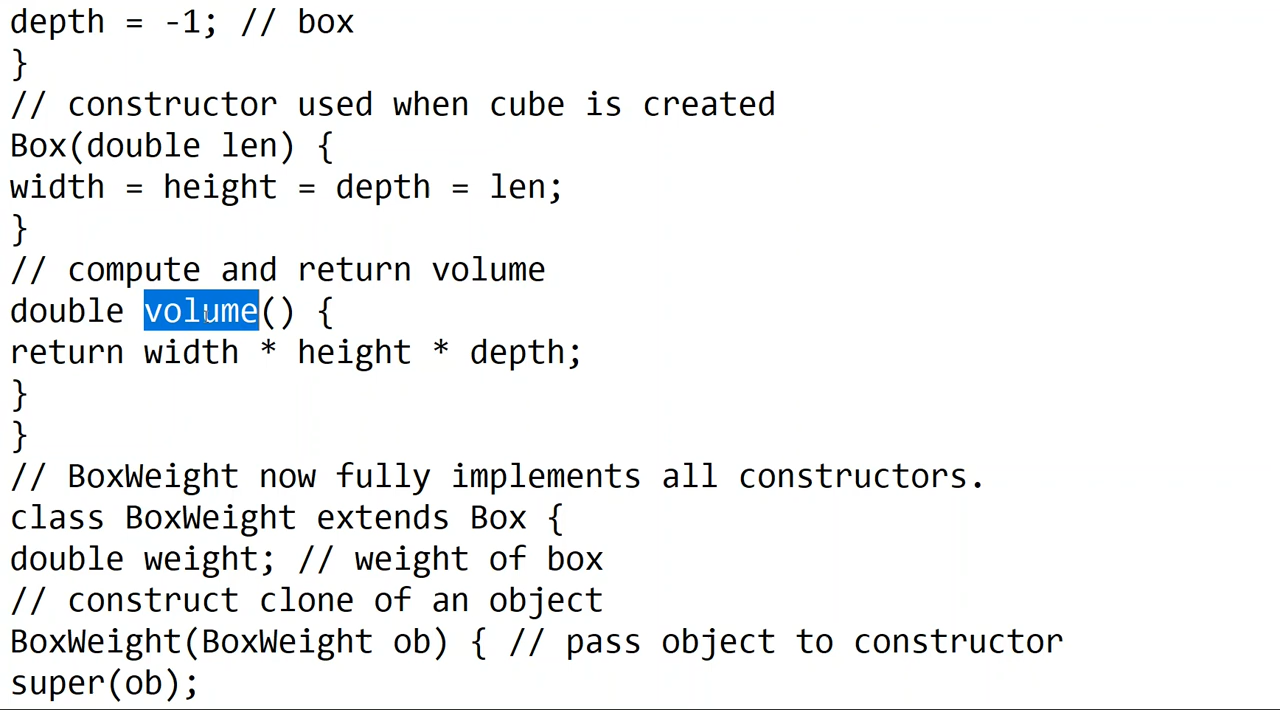 depth = -1; // box
}
// constructor used when cube is created
Box(double len) {
width = height = depth = len;
}
// compute and return volume
double volume() {
return width * height * depth;
}
}
// BoxWeight now fully implements all constructors.
class BoxWeight extends Box {
double weight; // weight of box
// construct clone of an object
BoxWeight(BoxWeight ob) { // pass object to constructor
super(ob);